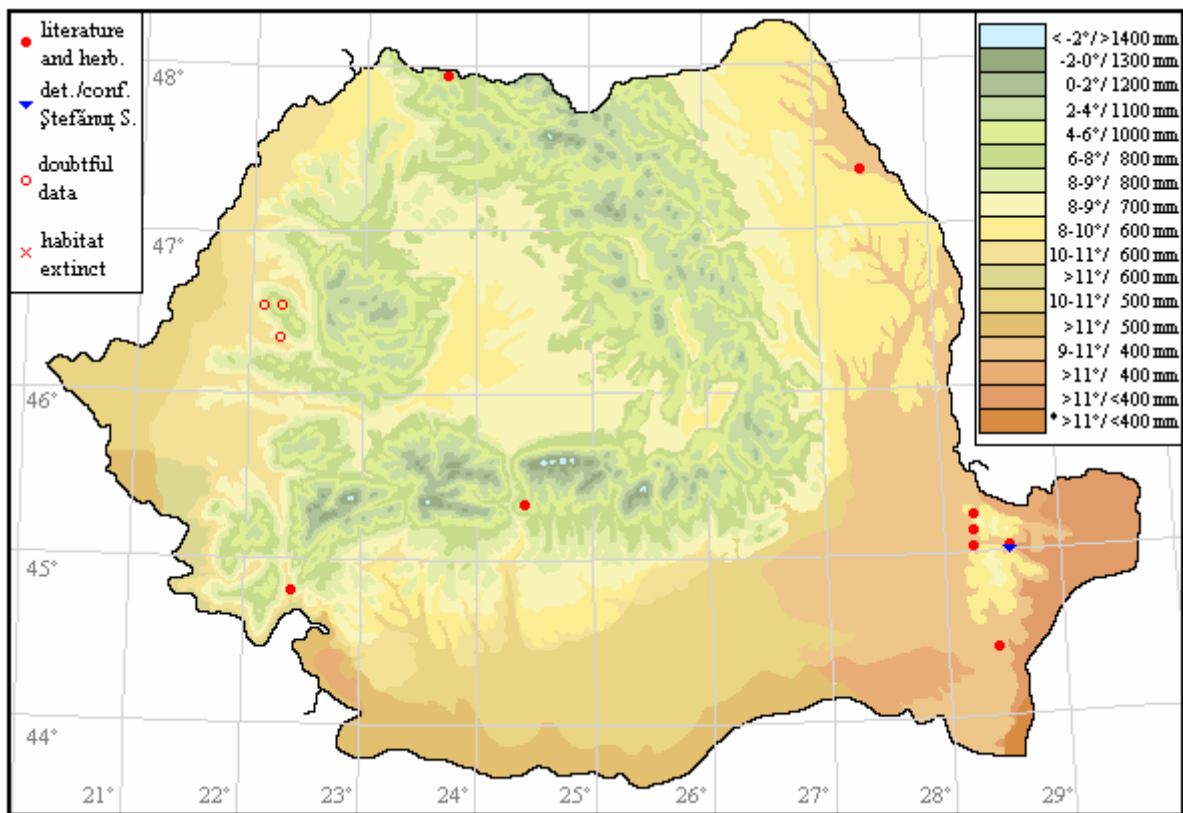 literature
and herb.
det./conf.
Ștefănuț S.
doubtful
data
habitat
extinct
< -2°/>1400 mm
-2-0°/1300 mm
0-2°/1200 mm
2-4°/1100 mm
4-6°/1000 mm
6-8°/ 800 mm
8-9°/ 800 mm
8-9°/ 700 mm
8-10°/ 600 mm
10-11°/ 600 mm
>11°/ 600 mm
10-11°/ 500 mm
>11°/ 500 mm
9-11°/ 400 mm
>11°/ 400 mm
>11°/<400 mm
* >11°/<400 mm
48°
47°
46°
45°
44°
21° 22° 23° 24° 25° 26° 27° 28° 29°